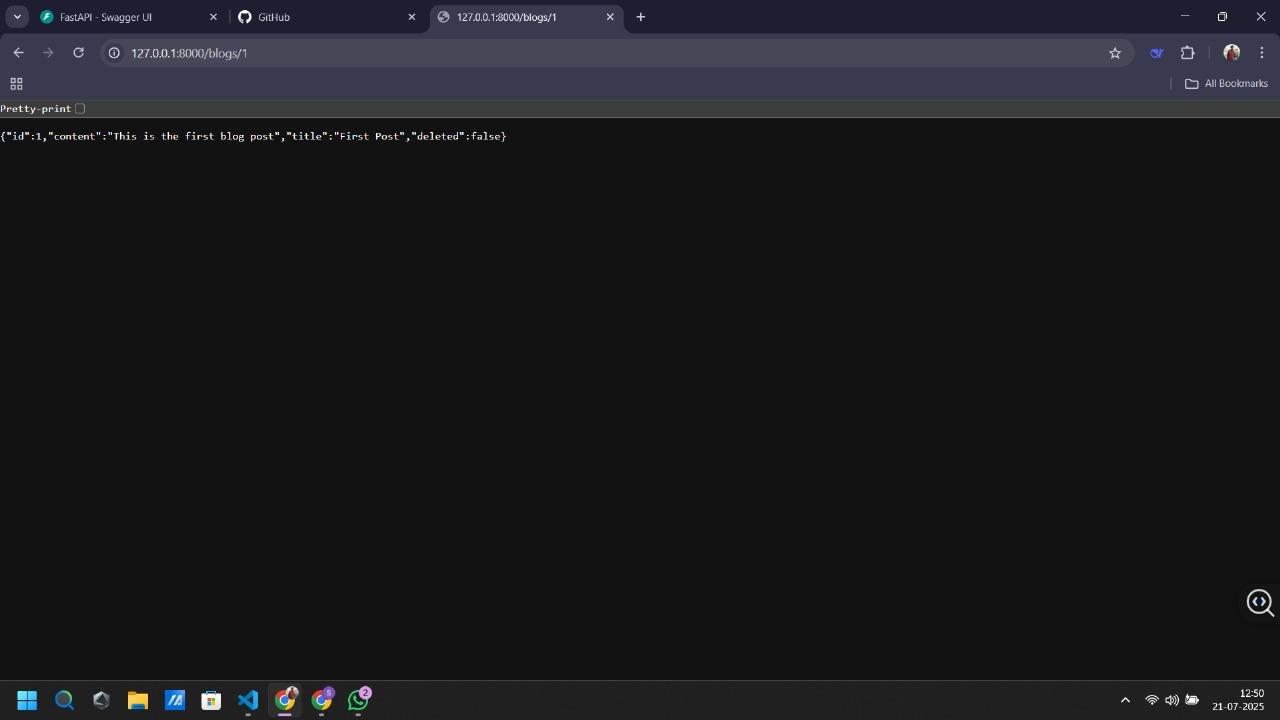 FastAPI - Swagger UI
GitHub
127.0.0.1:8000/blogs/1
127.0.0.1:8000/blogs/1
All Bookmarks
Pretty-print
{"id":1,"content":"This is the first blog post","title":"First Post","deleted":false}
S
2
12:50
21-07-2025